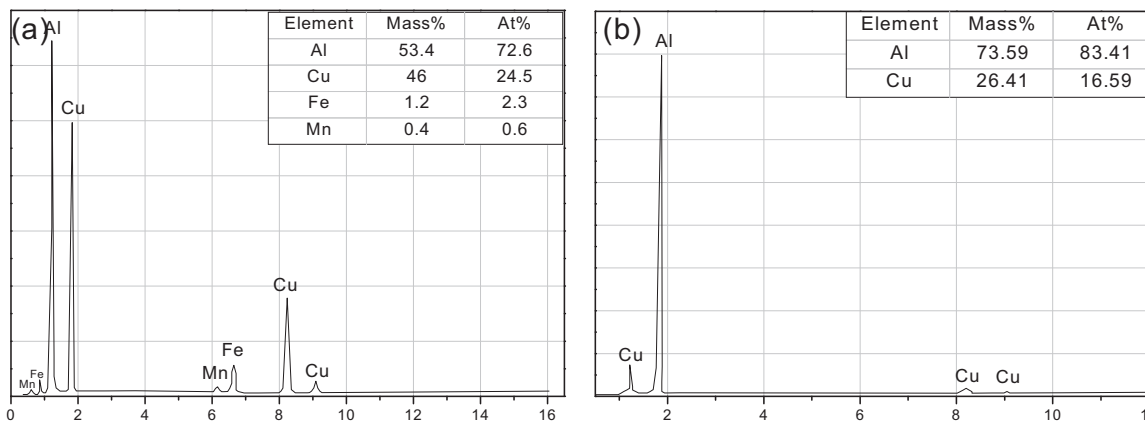 (a)
Al
Cu
Mn
Fe
Mn
Fe
Cu
Cu
Element Mass% At%
Al 53.4 72.6
Cu 46 24.5
Fe 1.2 2.3
Mn 0.4 0.6
0 2 4 6 8 10 12 14 16
(b)
Al
Cu
Cu
Cu
Element Mass% At%
Al 73.59 83.41
Cu 26.41 16.59
2 4 6 8 10 12